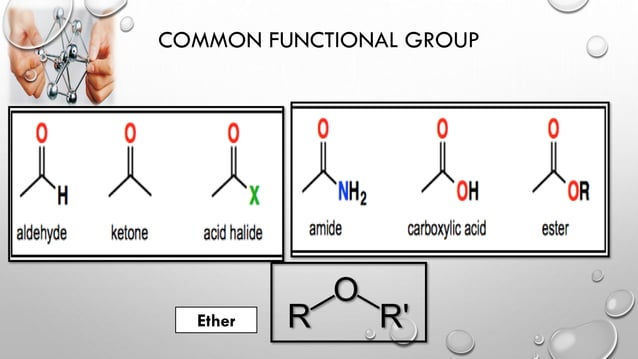 COMMON FUNCTIONAL GROUP
O O O O O O
H X NH₂ OH OR
aldehyde ketone acid halide amide carboxylic acid ester
Ether
O
R R'